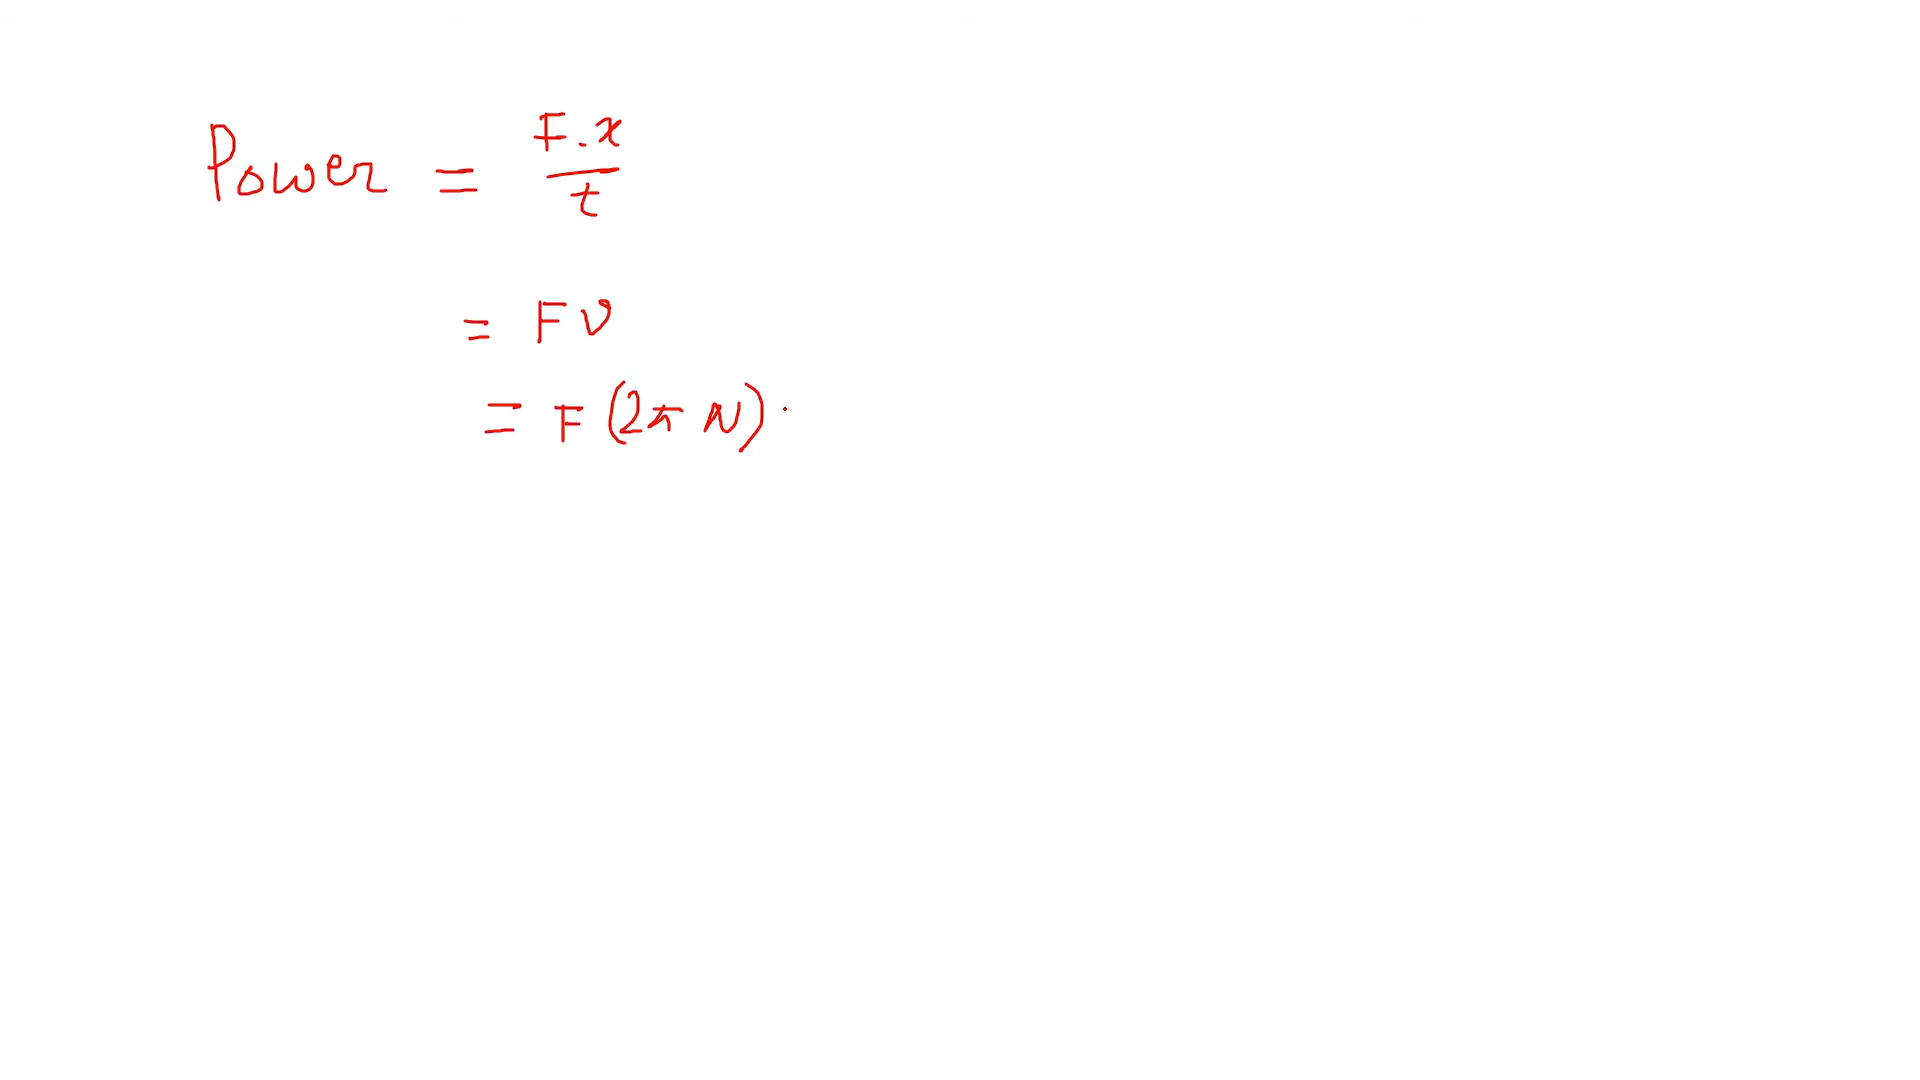 Power = F.x/t
= Fv
= F(2π N).